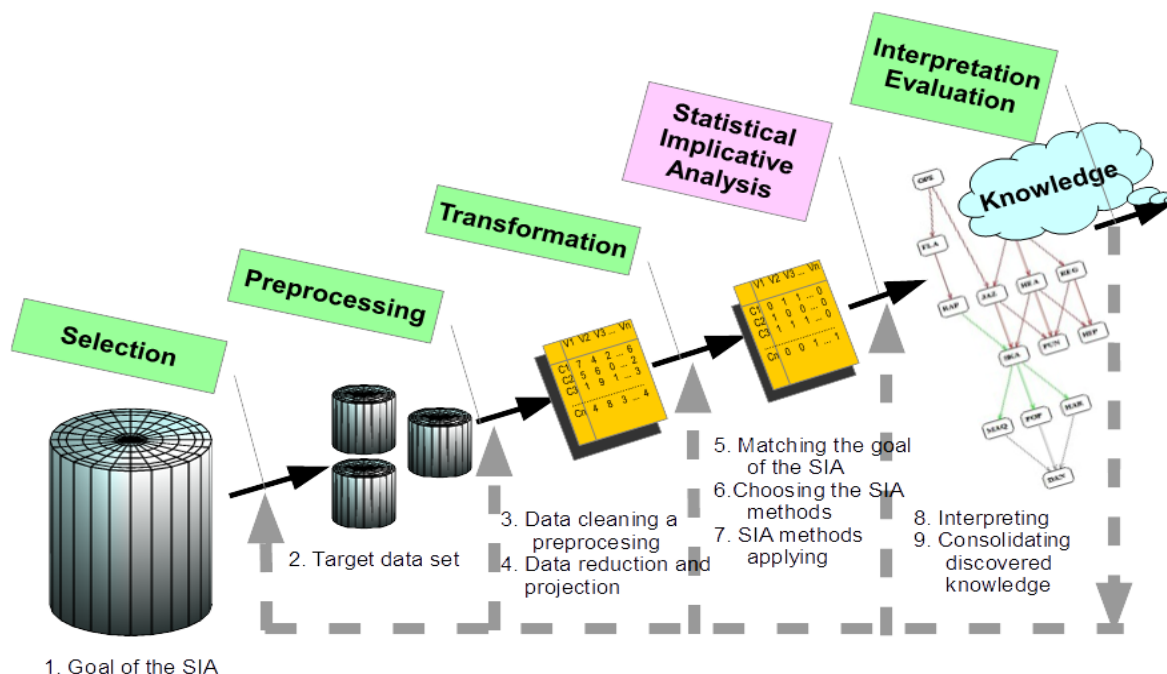 Interpretation
Evaluation
Statistical
Implicative
Analysis
Transformation
Preprocessing
Selection
Knowledge
OPE
FLA
RAP
JAZ
HEA
REG
PUN
HIP
SKA
MAQ
POP
HAR
DAN
V1 V2 V3 ... Vn
C1 7 4 2 ... 6
C2 5 6 0 ... 2
C3 1 9 1 ... 3
Cn 4 8 3 ... 4
V1 V2 V3 ... Vn
C1 0 1 1 ... 0
C2 1 0 0 ... 0
C3 1 1 1 ... 0
Cn 0 0 1 ... 1
1. Goal of the SIA
2. Target data set
3. Data cleaning a
preprocesing
4. Data reduction and
projection
5. Matching the goal
of the SIA
6.Choosing the SIA
methods
7. SIA methods
applying
8. Interpreting
9. Consolidating
discovered
knowledge